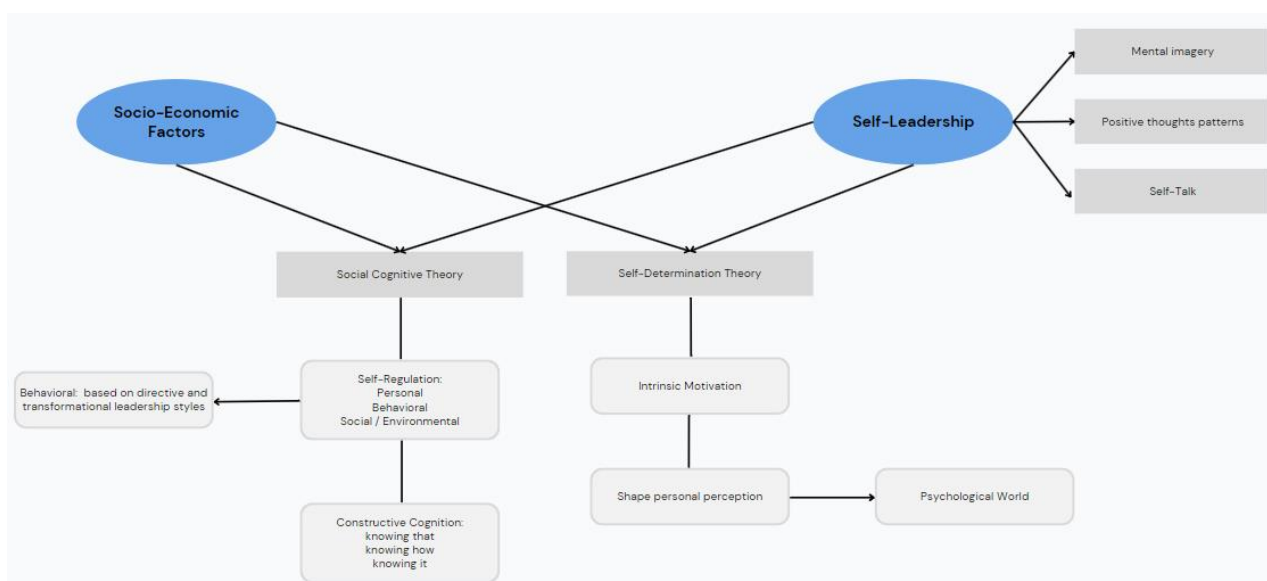 Socio-Economic
Factors
Self-Leadership
Mental imagery
Positive thoughts patterns
Self-Talk
Social Cognitive Theory
Self-Determination Theory
Behavioral: based on directive and
transformational leadership styles
Self-Regulation:
Personal
Behavioral
Social / Environmental
Intrinsic Motivation
Shape personal perception
Psychological World
Constructive Cognition:
knowing that
knowing how
knowing it